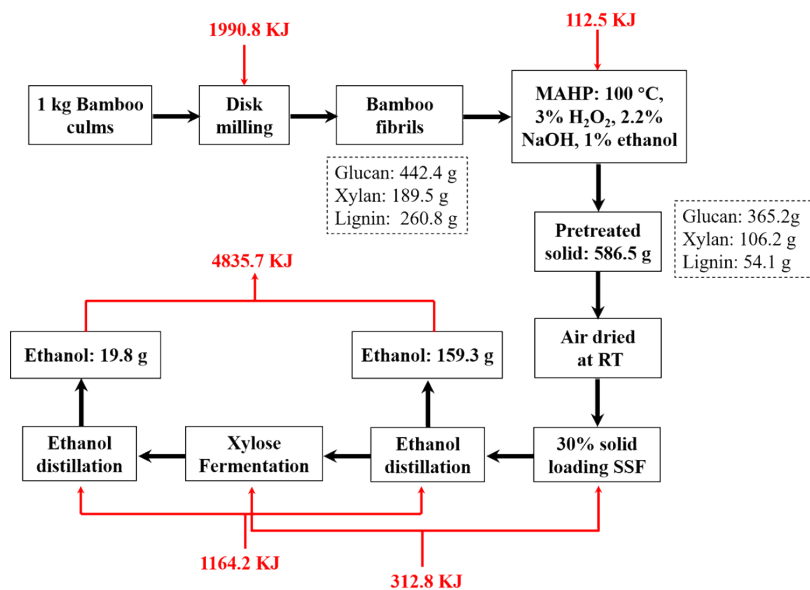 1990.8 KJ
112.5 KJ
1 kg Bamboo
culms
Disk
milling
Bamboo
fibrils
MAHP: 100 °C,
3% H₂O₂, 2.2%
NaOH, 1% ethanol
Glucan: 442.4 g
Xylan: 189.5 g
Lignin: 260.8 g
Pretreated
solid: 586.5 g
Glucan: 365.2g
Xylan: 106.2 g
Lignin: 54.1 g
4835.7 KJ
Ethanol: 19.8 g
Ethanol: 159.3 g
Air dried
at RT
Ethanol
distillation
Xylose
Fermentation
Ethanol
distillation
30% solid
loading SSF
1164.2 KJ
312.8 KJ